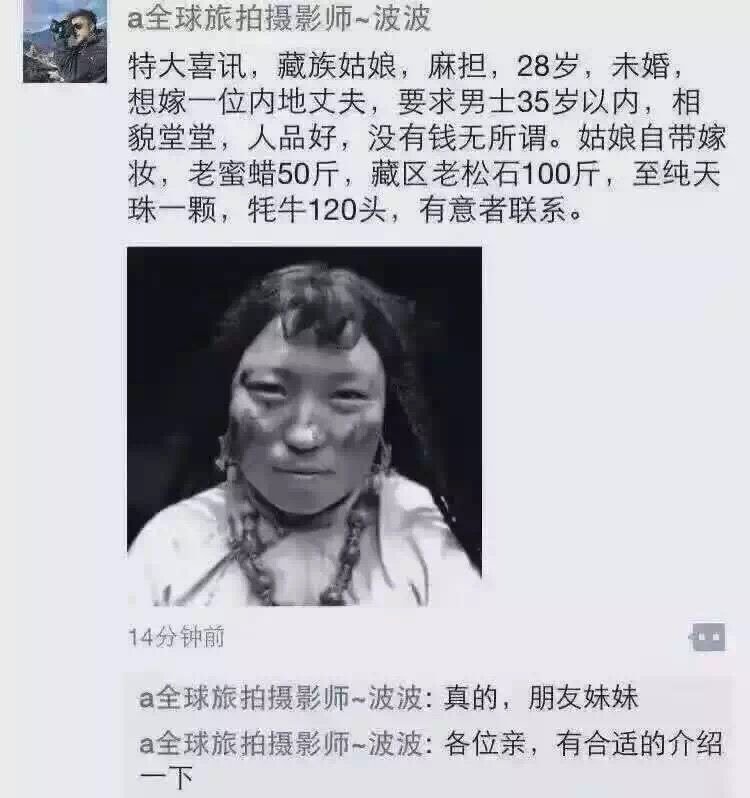 a全球旅拍摄影师~波波
特大喜讯，藏族姑娘，麻担，28岁，未婚，
想嫁一位内地丈夫，要求男士35岁以内，相
貌堂堂，人品好，没有钱无所谓。姑娘自带嫁
妆，老蜜蜡50斤，藏区老松石100斤，至纯天
珠一颗，牦牛120头，有意者联系。
14分钟前
a全球旅拍摄影师~波波: 真的，朋友妹妹
a全球旅拍摄影师~波波: 各位亲，有合适的介绍
一下